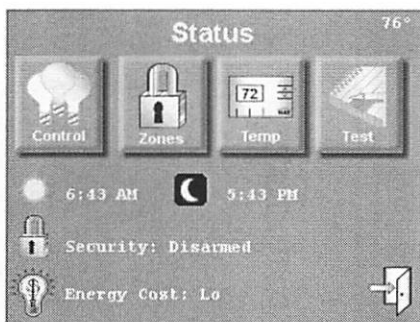 Status
76°
Control
Zones
72
Temp
Test
6:43 AM
5:43 PM
Security: Disarmed
$
Energy Cost: Lo